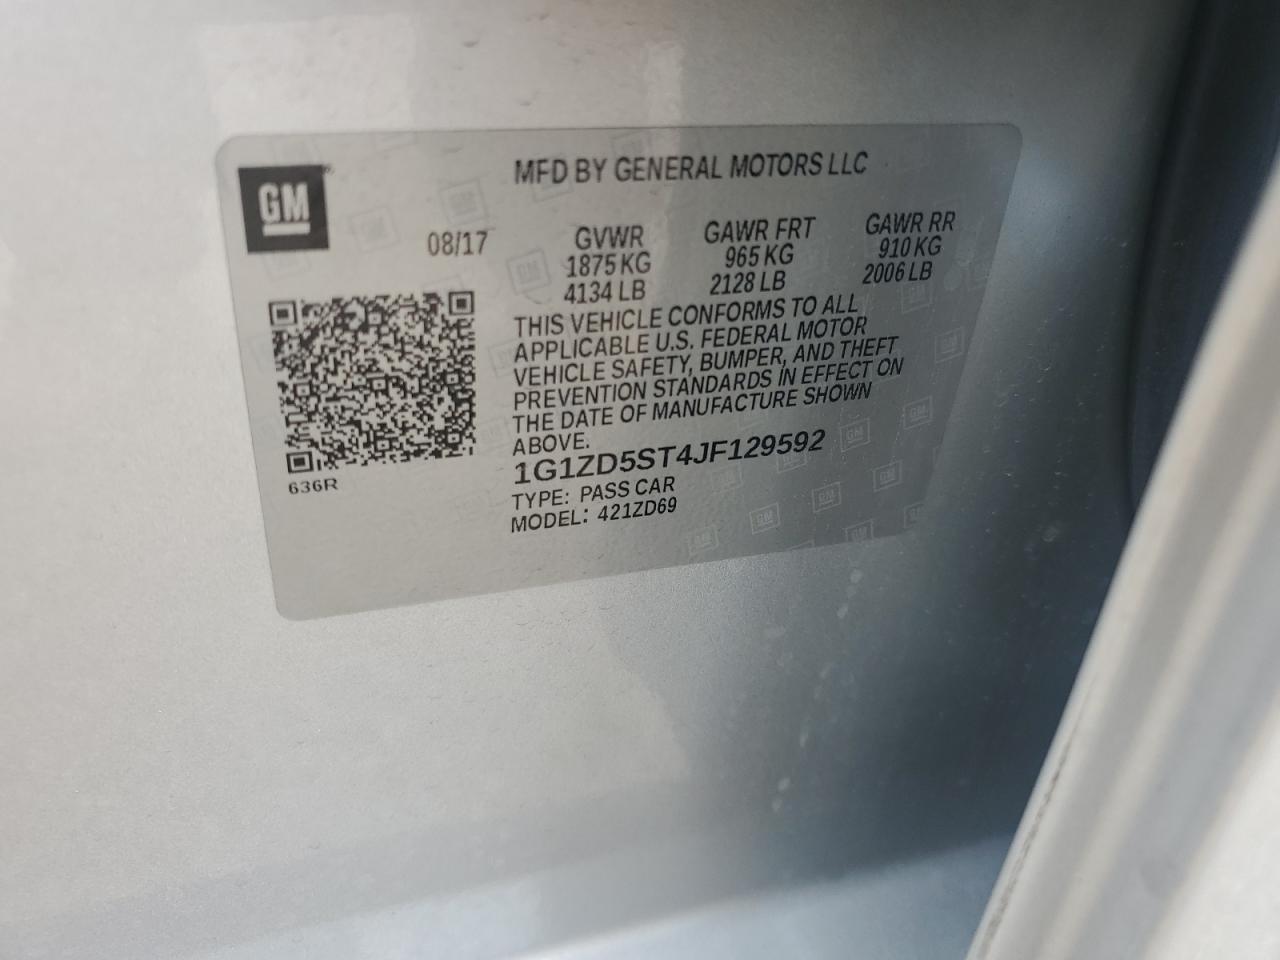 MFD BY GENERAL MOTORS LLC
GM
08/17
GVWR GAWR FRT GAWR RR
1875 KG 965 KG 910 KG
4134 LB 2128 LB 2006 LB
THIS VEHICLE CONFORMS TO ALL
APPLICABLE U.S. FEDERAL MOTOR
VEHICLE SAFETY, BUMPER, AND THEFT
PREVENTION STANDARDS IN EFFECT ON
THE DATE OF MANUFACTURE SHOWN
ABOVE.
636R
1G1ZD5ST4JF129592
TYPE: PASS CAR
MODEL: 421ZD69